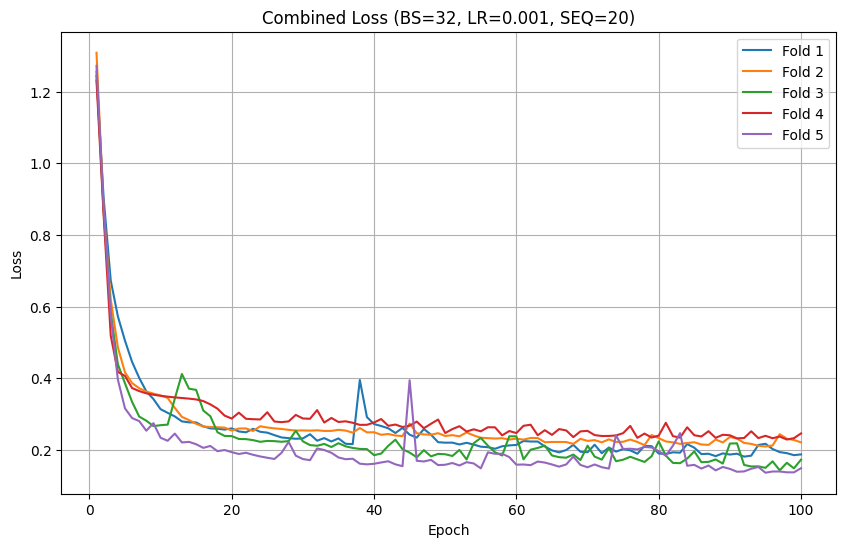 Combined Loss (BS=32, LR=0.001, SEQ=20)
Fold 1
Fold 2
Fold 3
Fold 4
Fold 5
1.2
1.0
0.8
0.6
0.4
0.2
Loss
0 20 40 60 80 100
Epoch